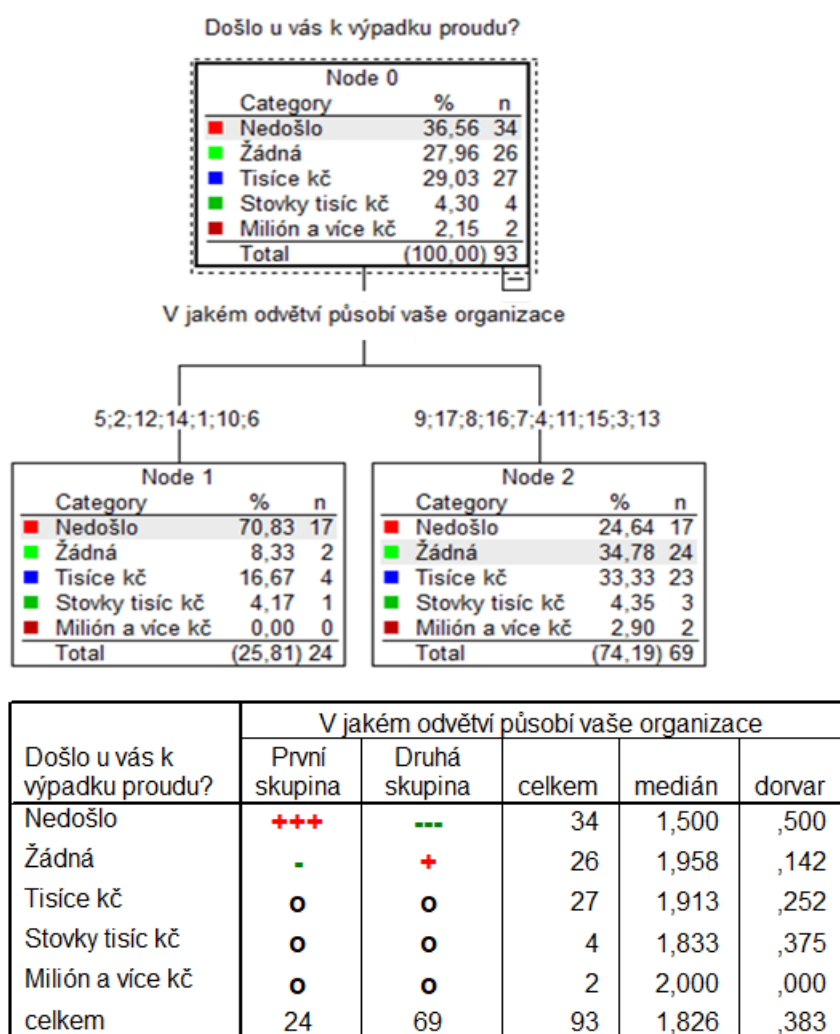 Došlo u vás k výpadku proudu?
Node 0
Category % n
Nedošlo 36,56 34
Žádná 27,96 26
Tisíce kč 29,03 27
Stovky tisíc kč 4,30 4
Milión a více kč 2,15 2
Total (100,00) 93
V jakém odvětví působí vaše organizace
5;2;12;14;1;10;6 9;17;8;16;7;4;11;15;3;13
Node 1
Category % n
Nedošlo 70,83 17
Žádná 8,33 2
Tisíce kč 16,67 4
Stovky tisíc kč 4,17 1
Milión a více kč 0,00 0
Total (25,81) 24
Node 2
Category % n
Nedošlo 24,64 17
Žádná 34,78 24
Tisíce kč 33,33 23
Stovky tisíc kč 4,35 3
Milión a více kč 2,90 2
Total (74,19) 69
V jakém odvětví působí vaše organizace
Došlo u vás k
výpadku proudu?
První
skupina
Druhá
skupina
celkem medián dorvar
Nedošlo +++ --- 34 1,500 ,500
Žádná - + 26 1,958 ,142
Tisíce kč o o 27 1,913 ,252
Stovky tisíc kč o o 4 1,833 ,375
Milión a více kč o o 2 2,000 ,000
celkem 24 69 93 1,826 ,383